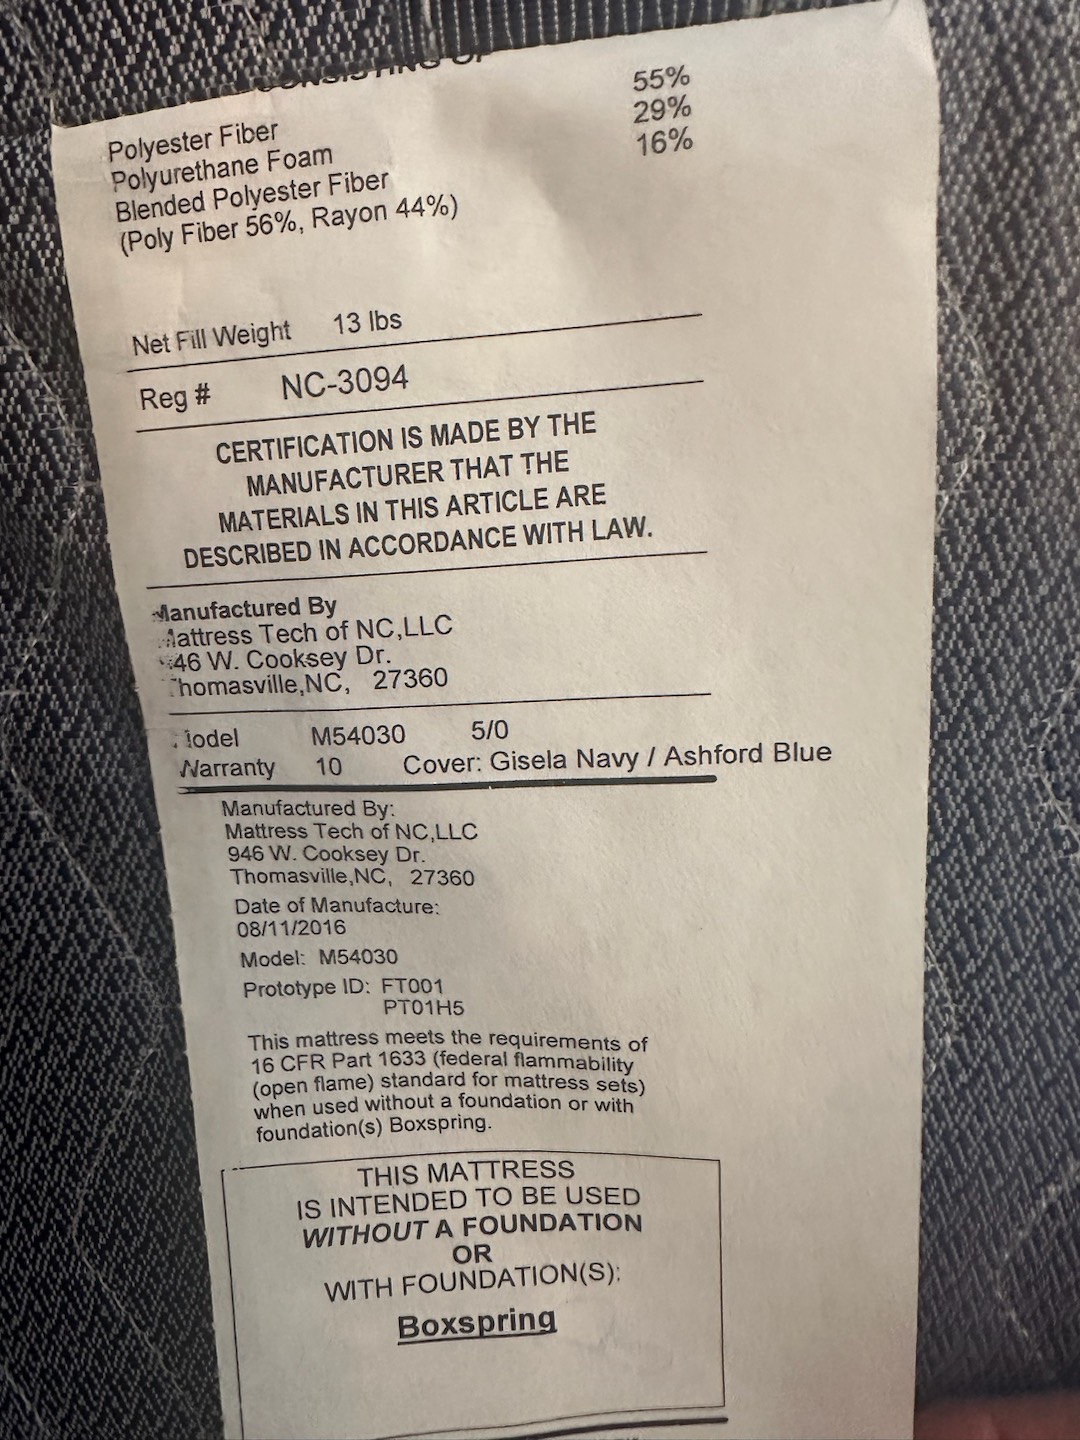 CONSISTING OF
Polyester Fiber 55%
Polyurethane Foam 29%
Blended Polyester Fiber 16%
(Poly Fiber 56%, Rayon 44%)
Net Fill Weight 13 lbs
Reg # NC-3094
CERTIFICATION IS MADE BY THE
MANUFACTURER THAT THE
MATERIALS IN THIS ARTICLE ARE
DESCRIBED IN ACCORDANCE WITH LAW.
Manufactured By
Mattress Tech of NC,LLC
946 W. Cooksey Dr.
Thomasville,NC, 27360
Model M54030 5/0
Warranty 10 Cover: Gisela Navy / Ashford Blue
Manufactured By:
Mattress Tech of NC,LLC
946 W. Cooksey Dr.
Thomasville,NC, 27360
Date of Manufacture:
08/11/2016
Model: M54030
Prototype ID: FT001
PT01H5
This mattress meets the requirements of
16 CFR Part 1633 (federal flammability
(open flame) standard for mattress sets)
when used without a foundation or with
foundation(s) Boxspring.
THIS MATTRESS
IS INTENDED TO BE USED
WITHOUT A FOUNDATION
OR
WITH FOUNDATION(S):
Boxspring